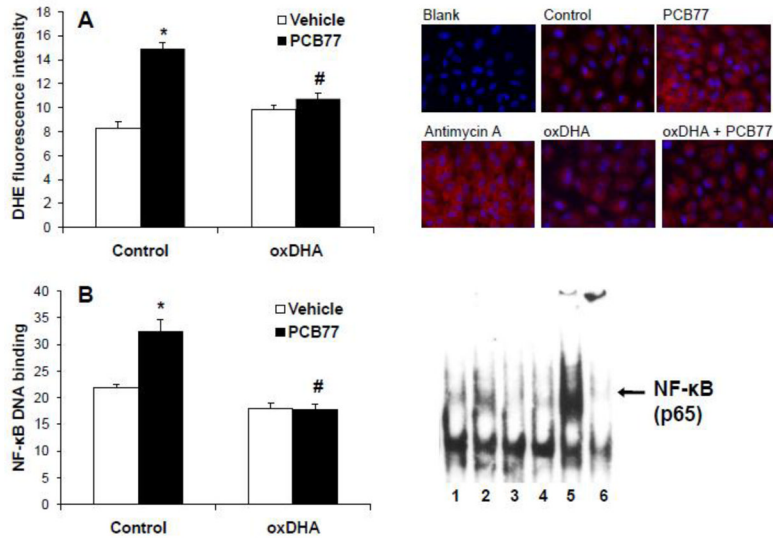 A
Vehicle
PCB77
DHE fluorescence intensity
18
16
14
12
10
8
6
4
2
0
*
#
Control
oxDHA
Blank
Control
PCB77
Antimycin A
oxDHA
oxDHA + PCB77
B
Vehicle
PCB77
NF-κB DNA binding
40
35
30
25
20
15
10
5
0
*
#
Control
oxDHA
NF-κB
(p65)
1 2 3 4 5 6